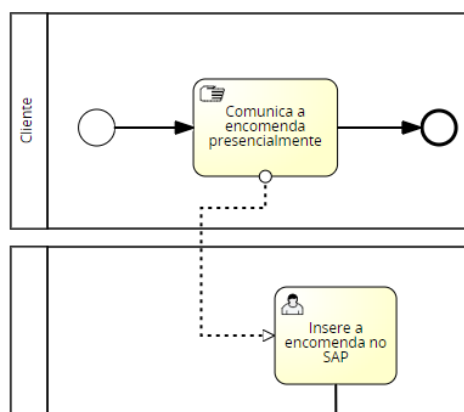 Cliente
Comunica a
encomenda
presencialmente
Insere a
encomenda no
SAP